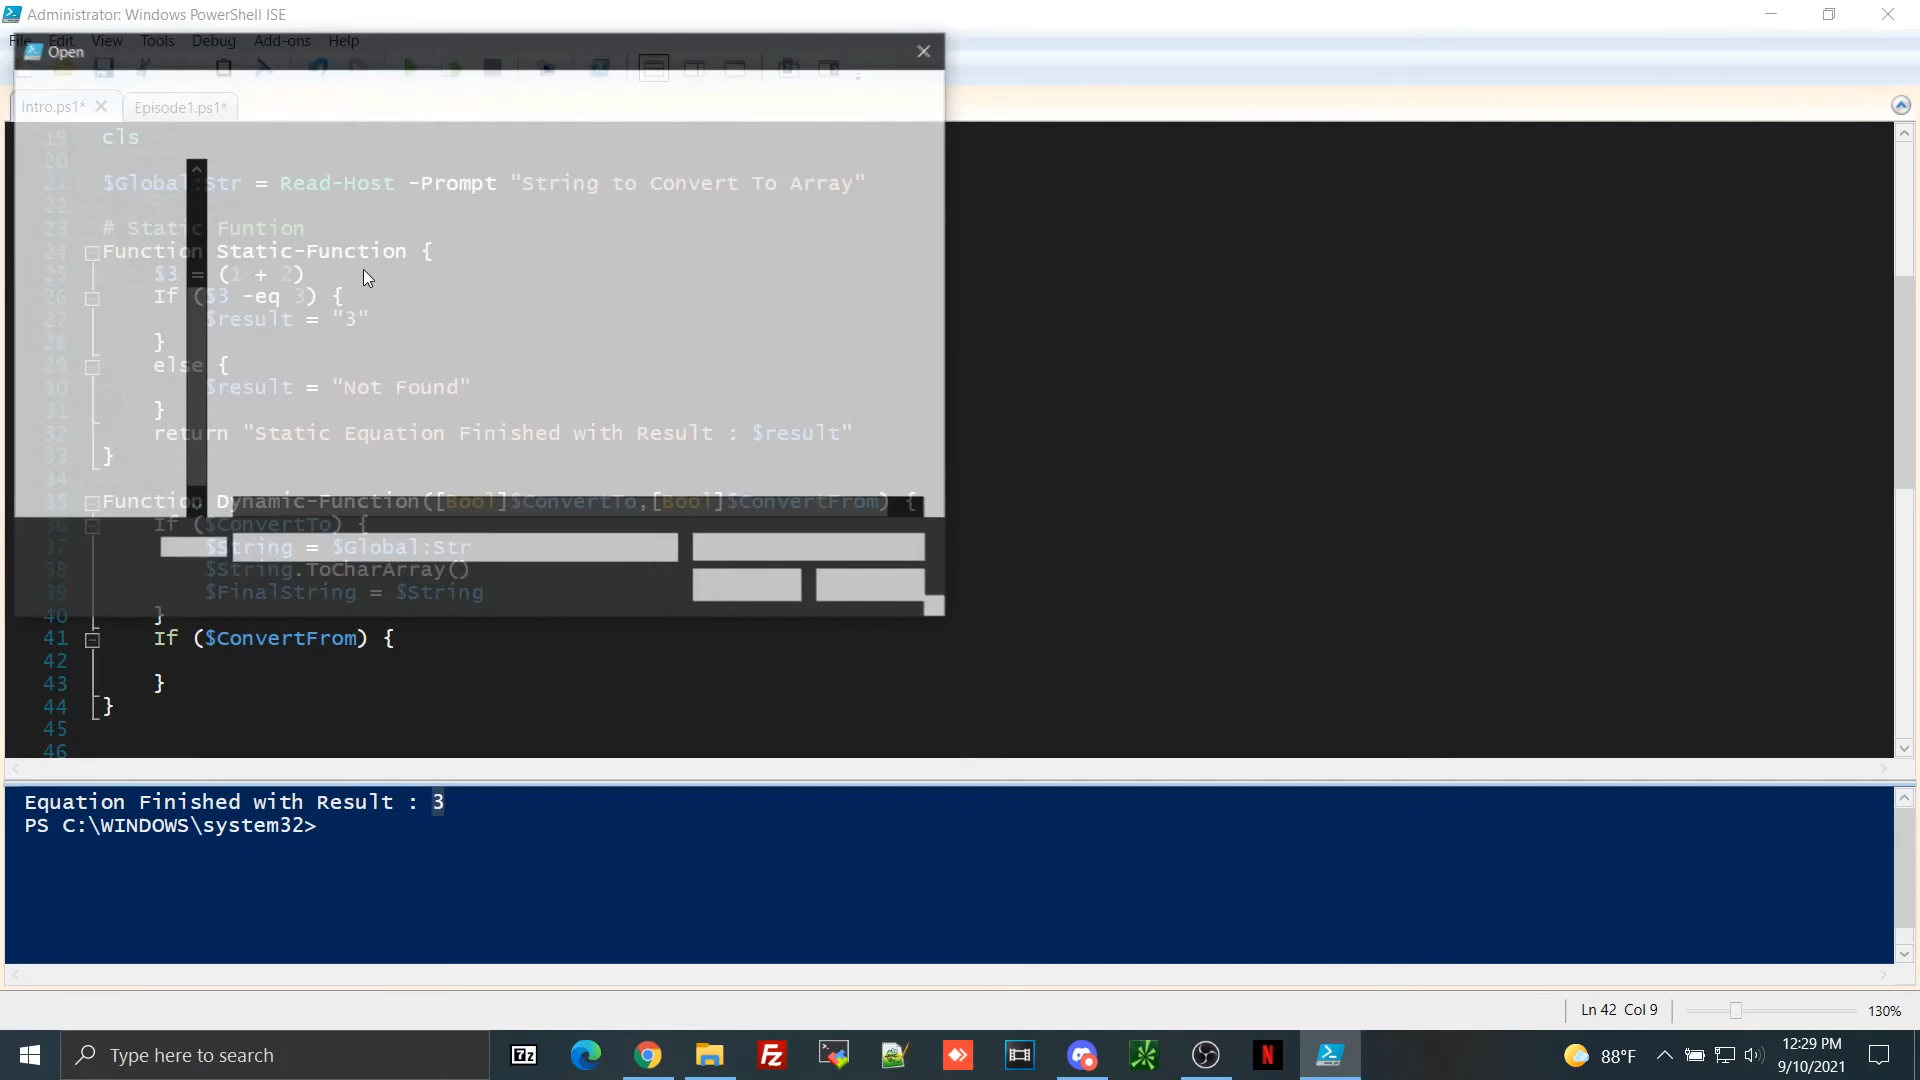 Administrator: Windows PowerShell ISE
File Edit View Tools Debug Add-ons Help
Open
Intro.ps1* Episode1.ps1*
19 cls
20
21 $Global:Str = Read-Host -Prompt "String to Convert To Array"
22
23 # Static Funtion
24 Function Static-Function {
25 $3 = (1 + 2)
26 If ($3 -eq 3) {
27 $result = "3"
28 }
29 else {
30 $result = "Not Found"
31 }
32 return "Static Equation Finished with Result : $result"
33 }
34
35 Function Dynamic-Function([Bool]$ConvertTo,[Bool]$ConvertFrom) {
36 If ($ConvertTo) {
37 $String = $Global:Str
38 $String.ToCharArray()
39 $FinalString = $String
40 }
41 If ($ConvertFrom) {
42
43 }
44 }
45
46
Equation Finished with Result : 3
PS C:\WINDOWS\system32>
Ln 42 Col 9 130%
Type here to search
7z
Fz
N
88°F
12:29 PM
9/10/2021